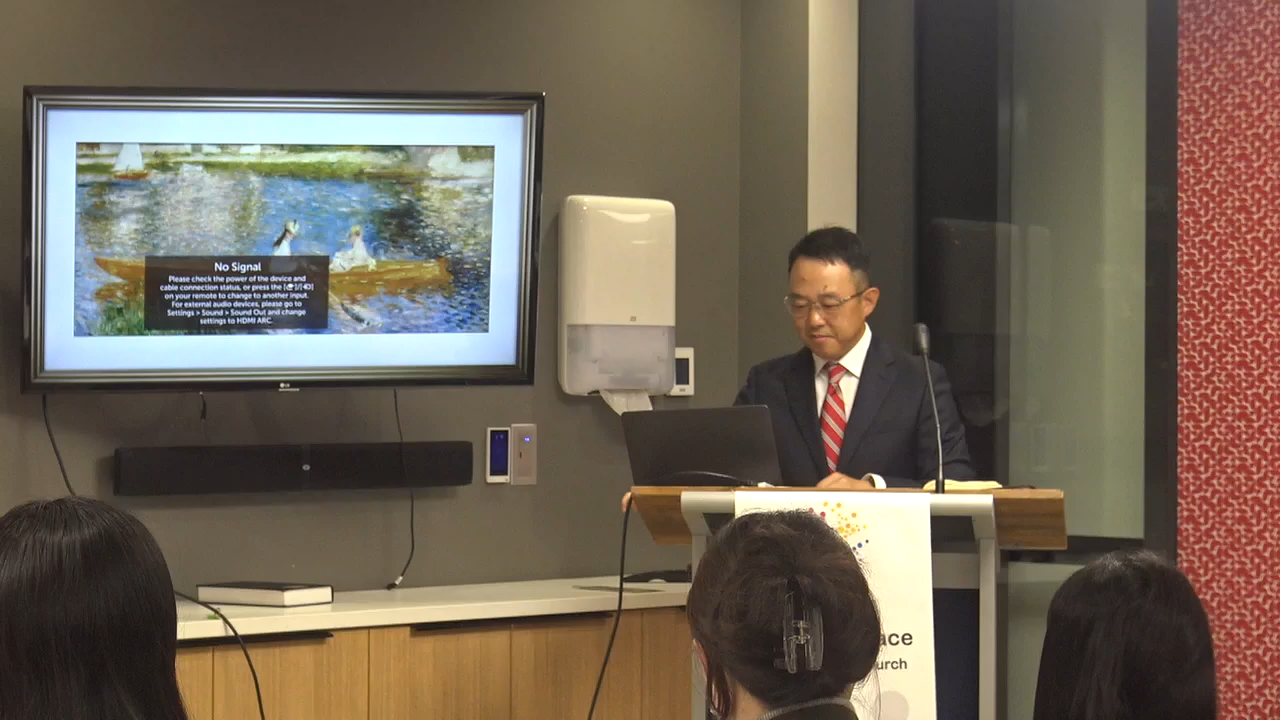 No Signal
Please check the power of the device and
cable connection status, or press the [ ]/[ ]
on your remote to change to another input.
For external audio devices, please go to
Settings > Sound > Sound Out and change
settings to HDMI ARC.
LG
ace
urch